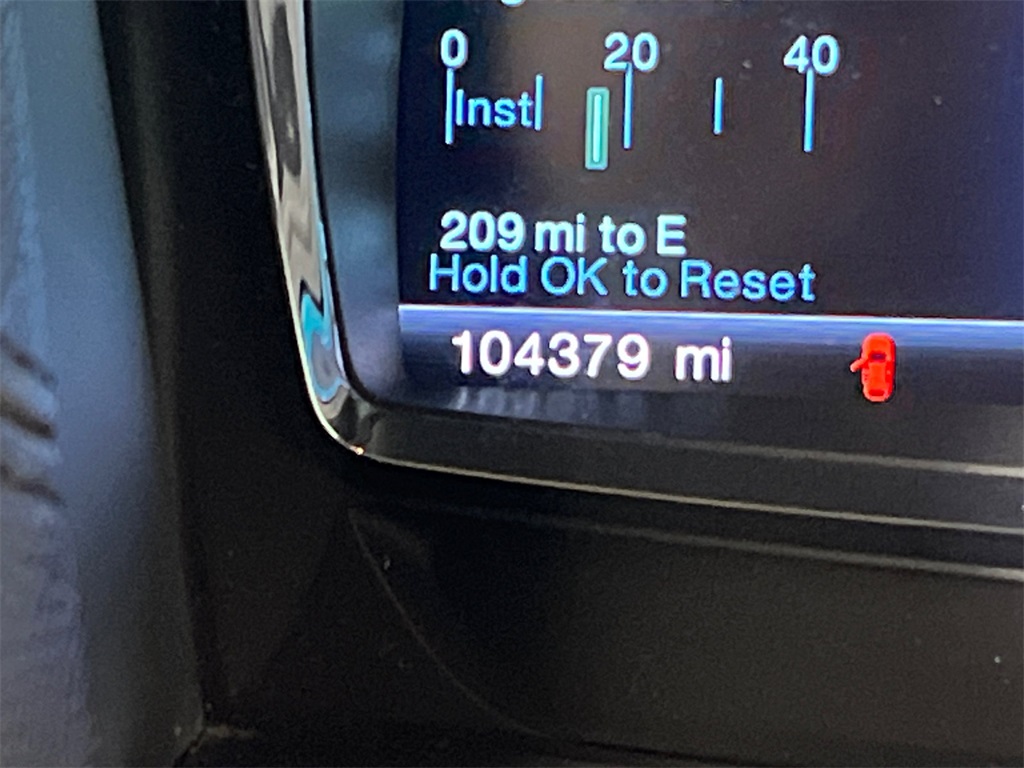 0 20 40
Inst
209 mi to E
Hold OK to Reset
104379 mi